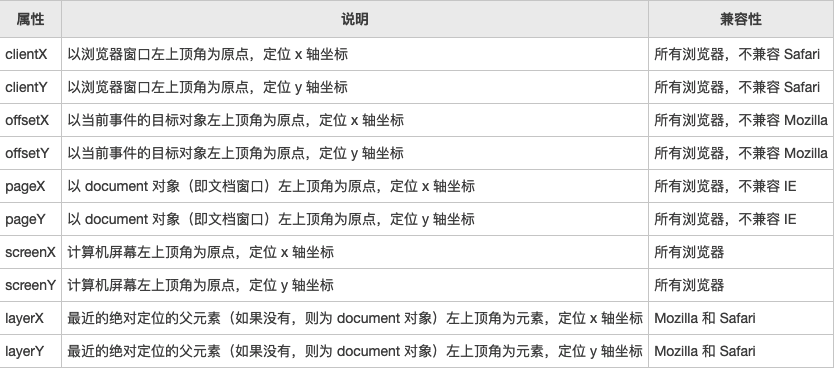 属性 说明 兼容性
clientX 以浏览器窗口左上顶角为原点，定位 x 轴坐标 所有浏览器，不兼容 Safari
clientY 以浏览器窗口左上顶角为原点，定位 y 轴坐标 所有浏览器，不兼容 Safari
offsetX 以当前事件的目标对象左上顶角为原点，定位 x 轴坐标 所有浏览器，不兼容 Mozilla
offsetY 以当前事件的目标对象左上顶角为原点，定位 y 轴坐标 所有浏览器，不兼容 Mozilla
pageX 以 document 对象（即文档窗口）左上顶角为原点，定位 x 轴坐标 所有浏览器，不兼容 IE
pageY 以 document 对象（即文档窗口）左上顶角为原点，定位 y 轴坐标 所有浏览器，不兼容 IE
screenX 计算机屏幕左上顶角为原点，定位 x 轴坐标 所有浏览器
screenY 计算机屏幕左上顶角为原点，定位 y 轴坐标 所有浏览器
layerX 最近的绝对定位的父元素（如果没有，则为 document 对象）左上顶角为元素，定位 x 轴坐标 Mozilla 和 Safari
layerY 最近的绝对定位的父元素（如果没有，则为 document 对象）左上顶角为元素，定位 y 轴坐标 Mozilla 和 Safari